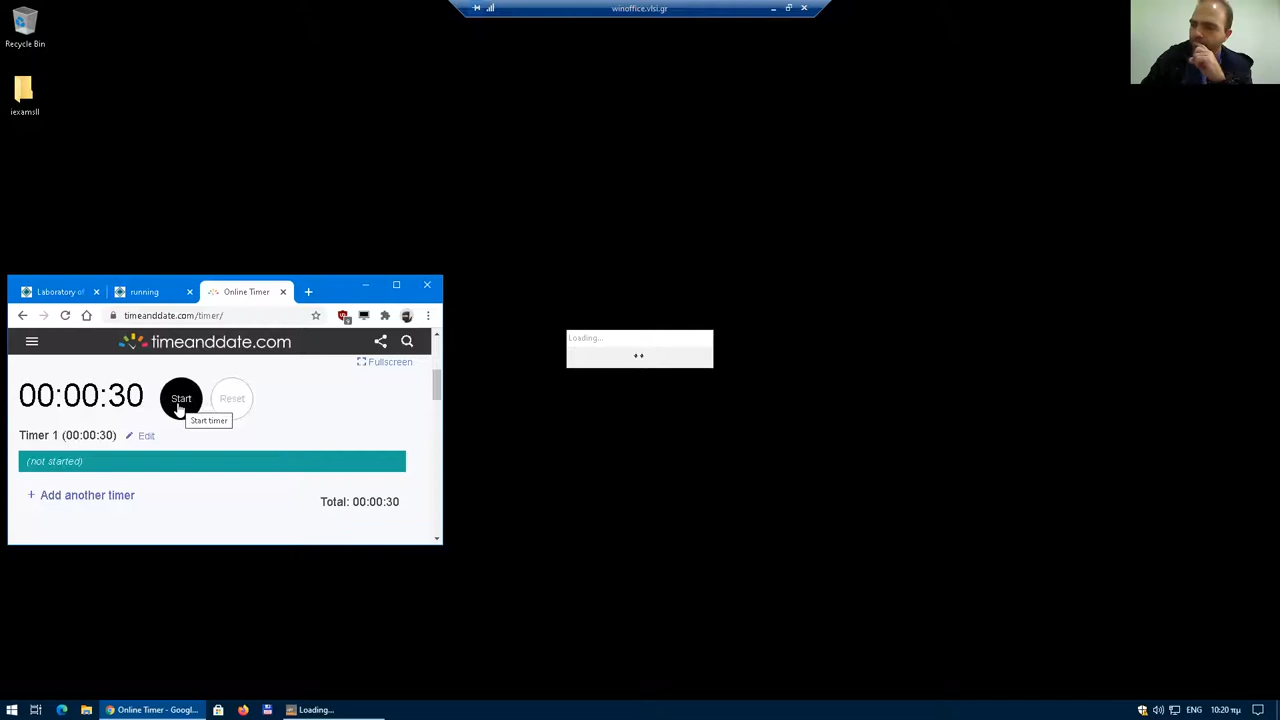 winoffice.vlsi.gr
Recycle Bin
iexamsll
Laboratory of
running
Online Timer
timeanddate.com/timer/
timeanddate.com
Fullscreen
00:00:30
Start
Reset
Start timer
Timer 1 (00:00:30)
Edit
(not started)
+ Add another timer
Total: 00:00:30
Loading...
Online Timer - Googl...
Loading...
ENG
10:20 πμ